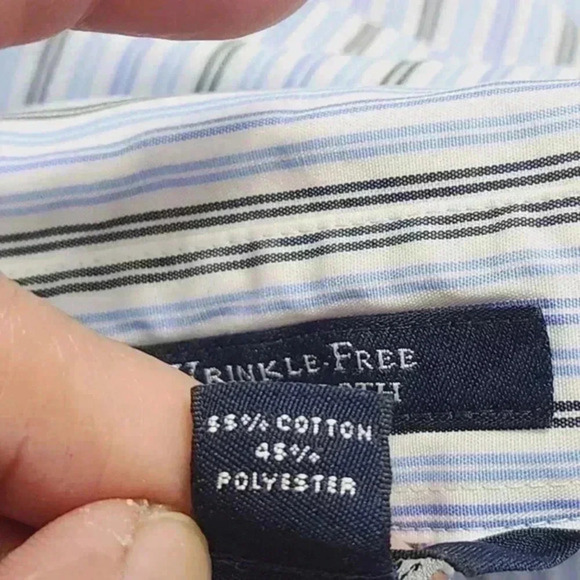 WRINKLE-FREE
55% COTTON
45%
POLYESTER